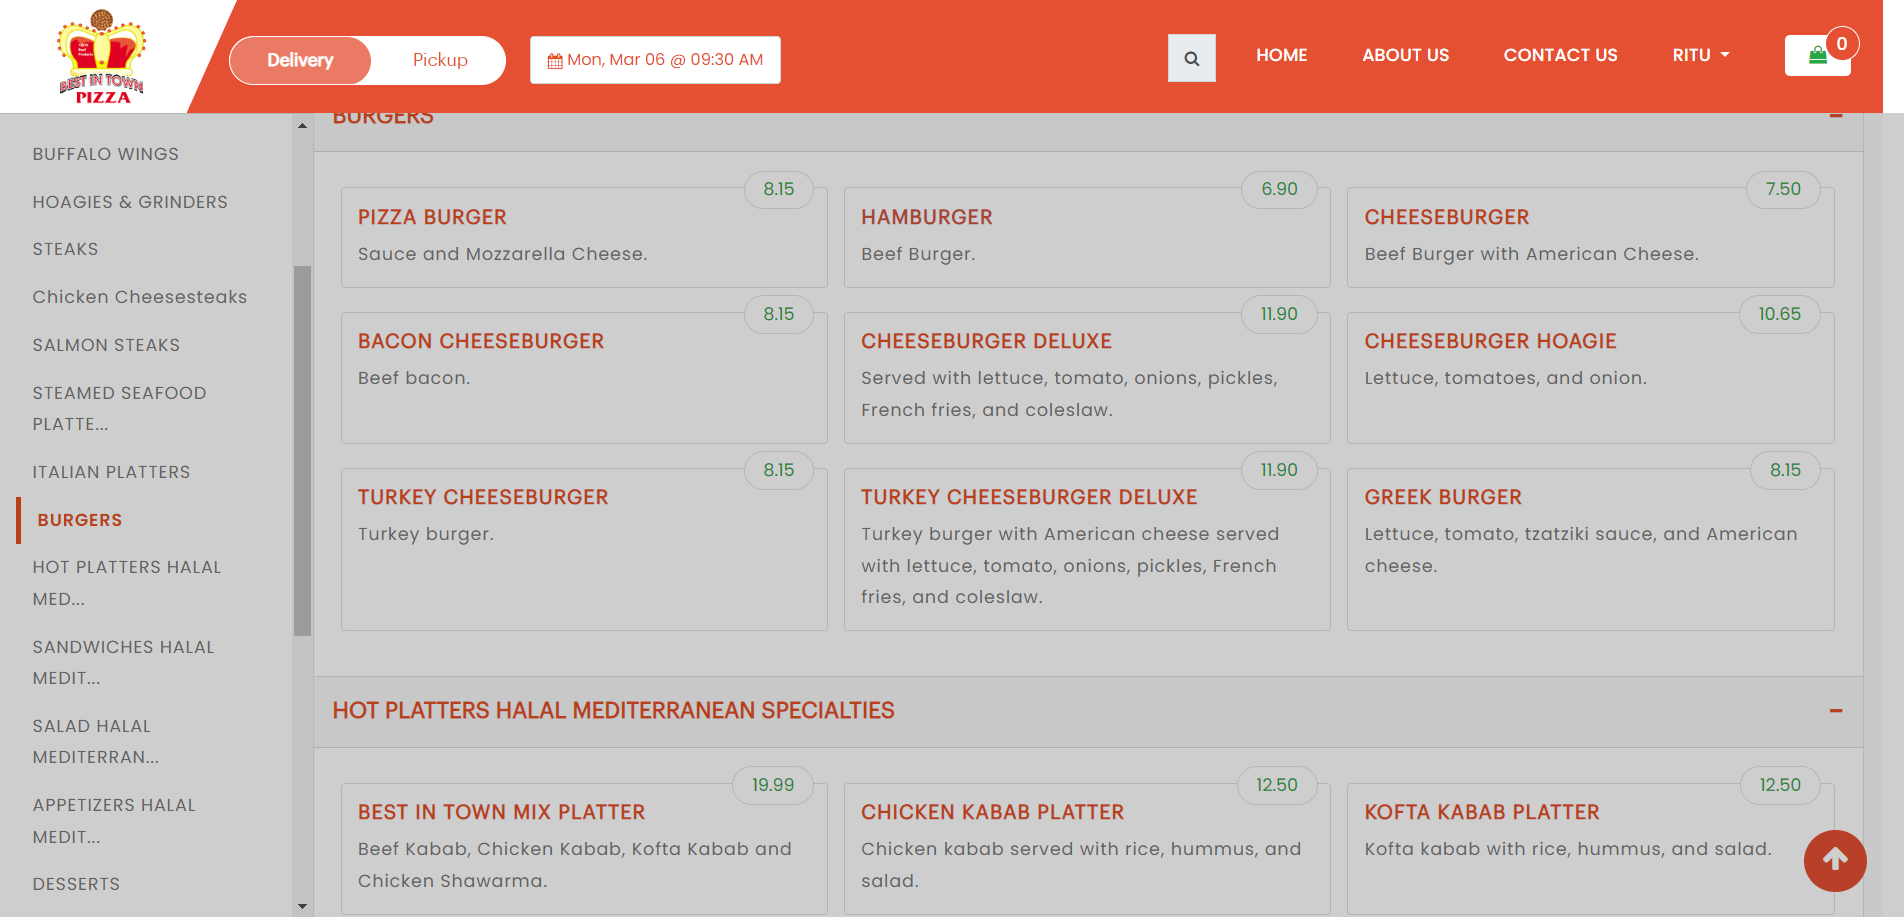 BEST IN TOWN
PIZZA
Delivery
Pickup
Mon, Mar 06 @ 09:30 AM
HOME
ABOUT US
CONTACT US
RITU
0
BUFFALO WINGS
HOAGIES & GRINDERS
STEAKS
Chicken Cheesesteaks
SALMON STEAKS
STEAMED SEAFOOD
PLATTE...
ITALIAN PLATTERS
BURGERS
HOT PLATTERS HALAL
MED...
SANDWICHES HALAL
MEDIT...
SALAD HALAL
MEDITERRAN...
APPETIZERS HALAL
MEDIT...
DESSERTS
BURGERS
8.15
PIZZA BURGER
Sauce and Mozzarella Cheese.
6.90
HAMBURGER
Beef Burger.
7.50
CHEESEBURGER
Beef Burger with American Cheese.
8.15
BACON CHEESEBURGER
Beef bacon.
11.90
CHEESEBURGER DELUXE
Served with lettuce, tomato, onions, pickles,
French fries, and coleslaw.
10.65
CHEESEBURGER HOAGIE
Lettuce, tomatoes, and onion.
8.15
TURKEY CHEESEBURGER
Turkey burger.
11.90
TURKEY CHEESEBURGER DELUXE
Turkey burger with American cheese served
with lettuce, tomato, onions, pickles, French
fries, and coleslaw.
8.15
GREEK BURGER
Lettuce, tomato, tzatziki sauce, and American
cheese.
HOT PLATTERS HALAL MEDITERRANEAN SPECIALTIES
19.99
BEST IN TOWN MIX PLATTER
Beef Kabab, Chicken Kabab, Kofta Kabab and
Chicken Shawarma.
12.50
CHICKEN KABAB PLATTER
Chicken kabab served with rice, hummus, and
salad.
12.50
KOFTA KABAB PLATTER
Kofta kabab with rice, hummus, and salad.